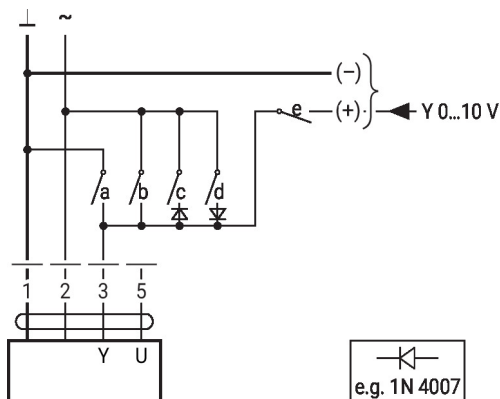 ⊥ ~
(–)
e (+) Y 0...10 V
a b c d
1 2 3 5
Y U
e.g. 1N 4007